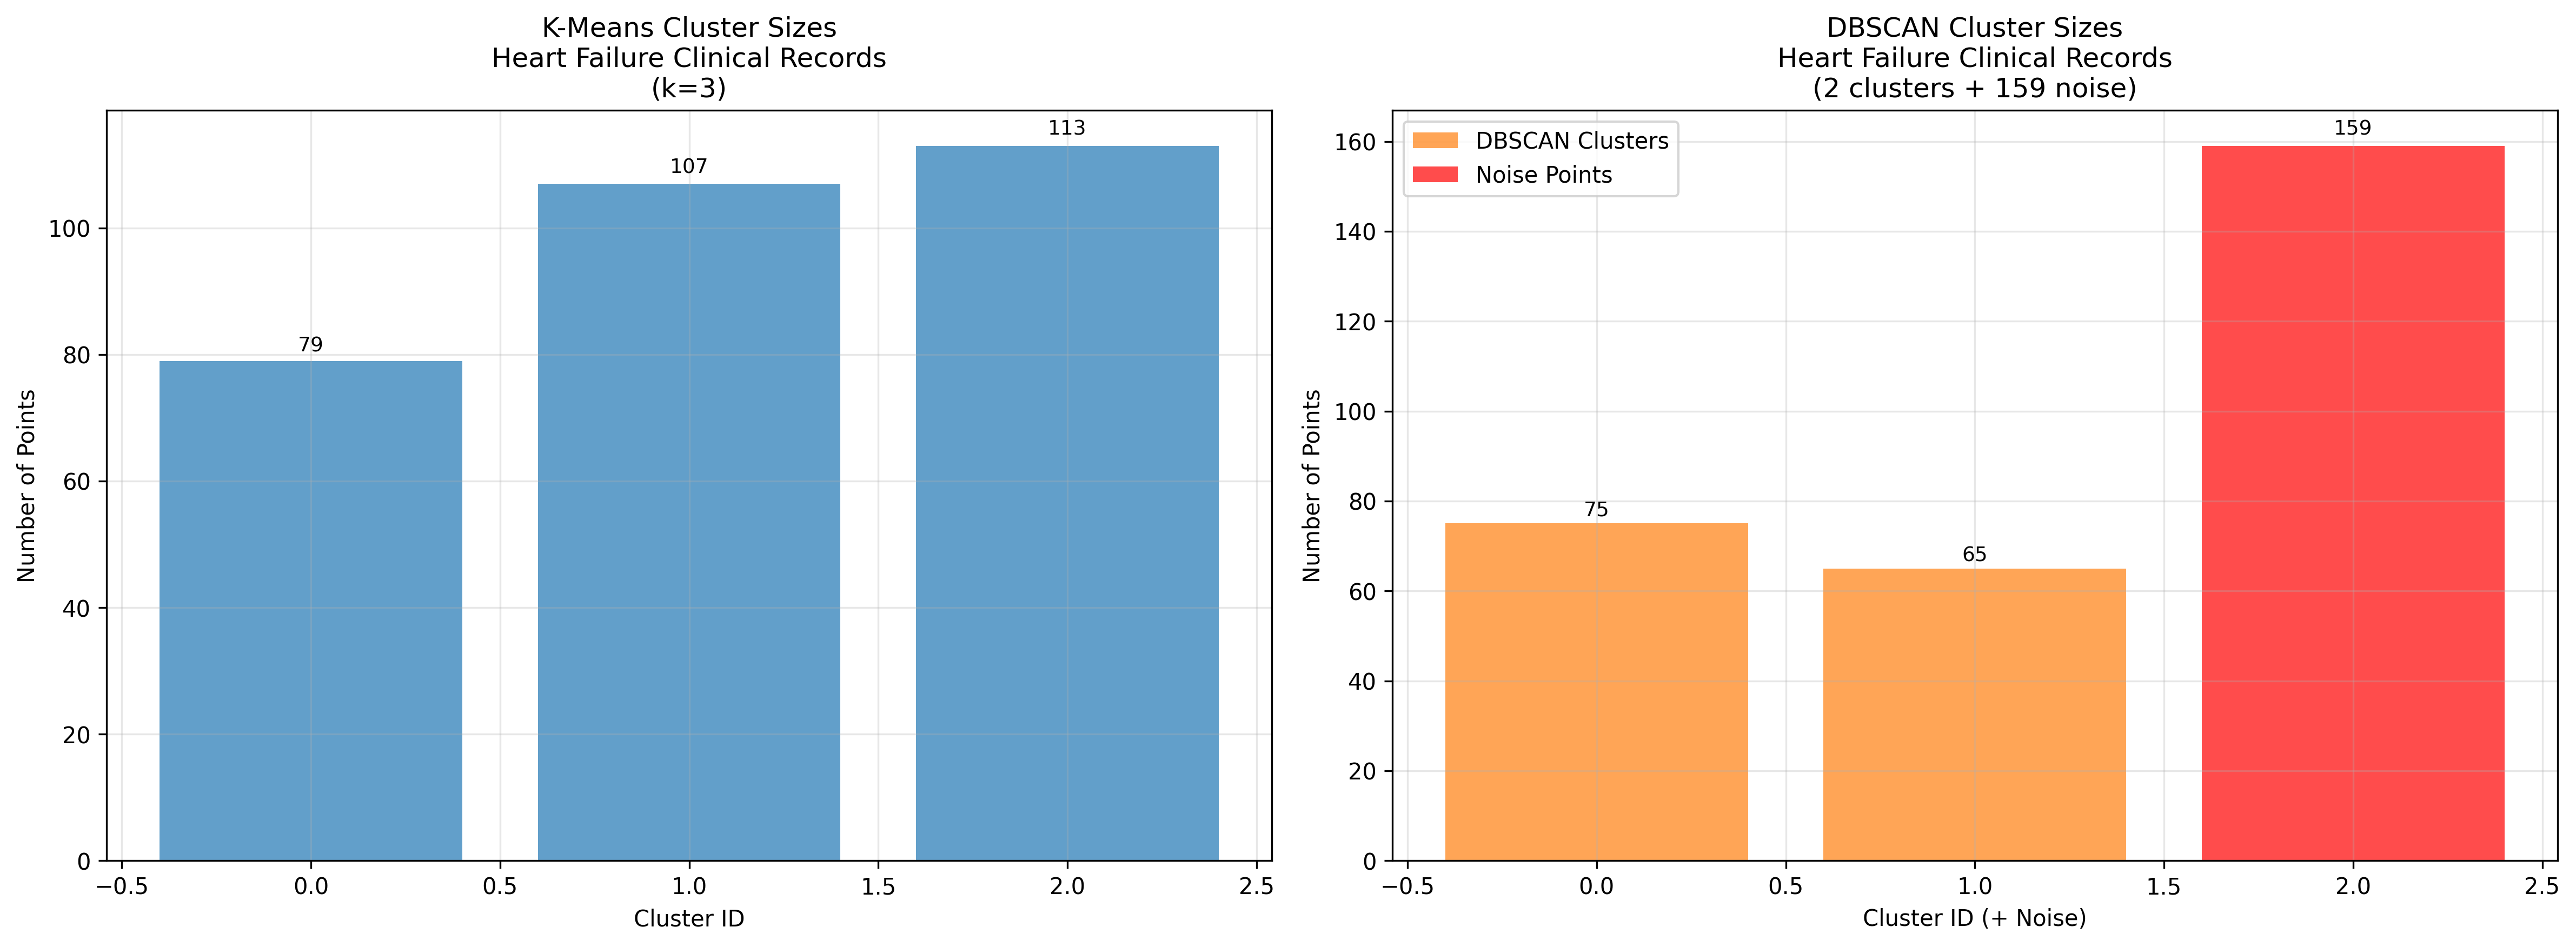 K-Means Cluster Sizes
Heart Failure Clinical Records
(k=3)
Number of Points
100
80
60
40
20
0
79
107
113
−0.5
0.0
0.5
1.0
1.5
2.0
2.5
Cluster ID
DBSCAN Cluster Sizes
Heart Failure Clinical Records
(2 clusters + 159 noise)
DBSCAN Clusters
Noise Points
Number of Points
160
140
120
100
80
60
40
20
0
75
65
159
−0.5
0.0
0.5
1.0
1.5
2.0
2.5
Cluster ID (+ Noise)